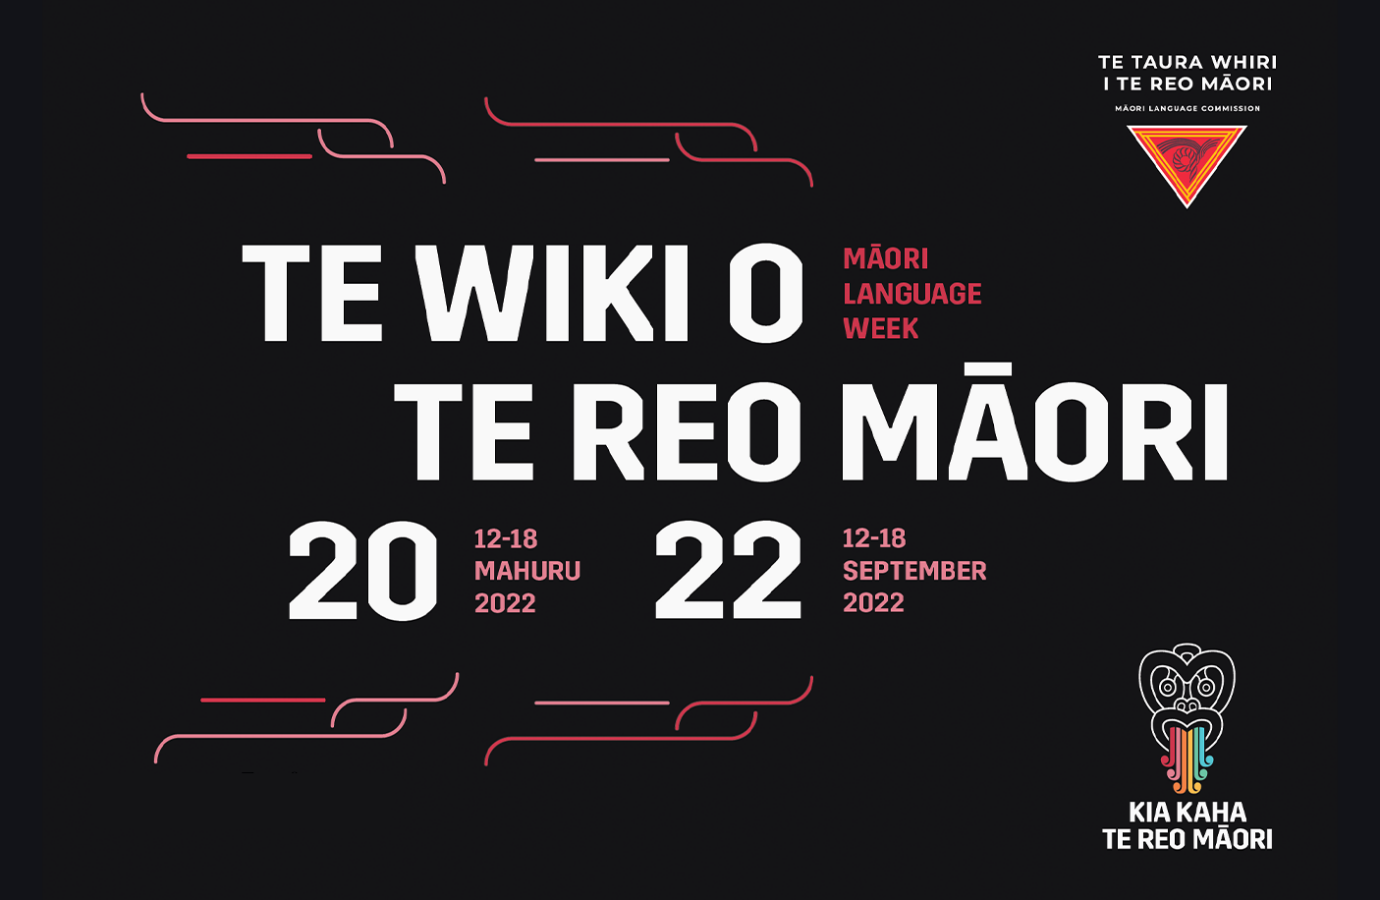 TE TAURA WHIRI
I TE REO MĀORI
MĀORI LANGUAGE COMMISSION
TE WIKI O
MĀORI
LANGUAGE
WEEK
TE REO MĀORI
20
12-18
MAHURU
2022
22
12-18
SEPTEMBER
2022
KIA KAHA
TE REO MĀORI